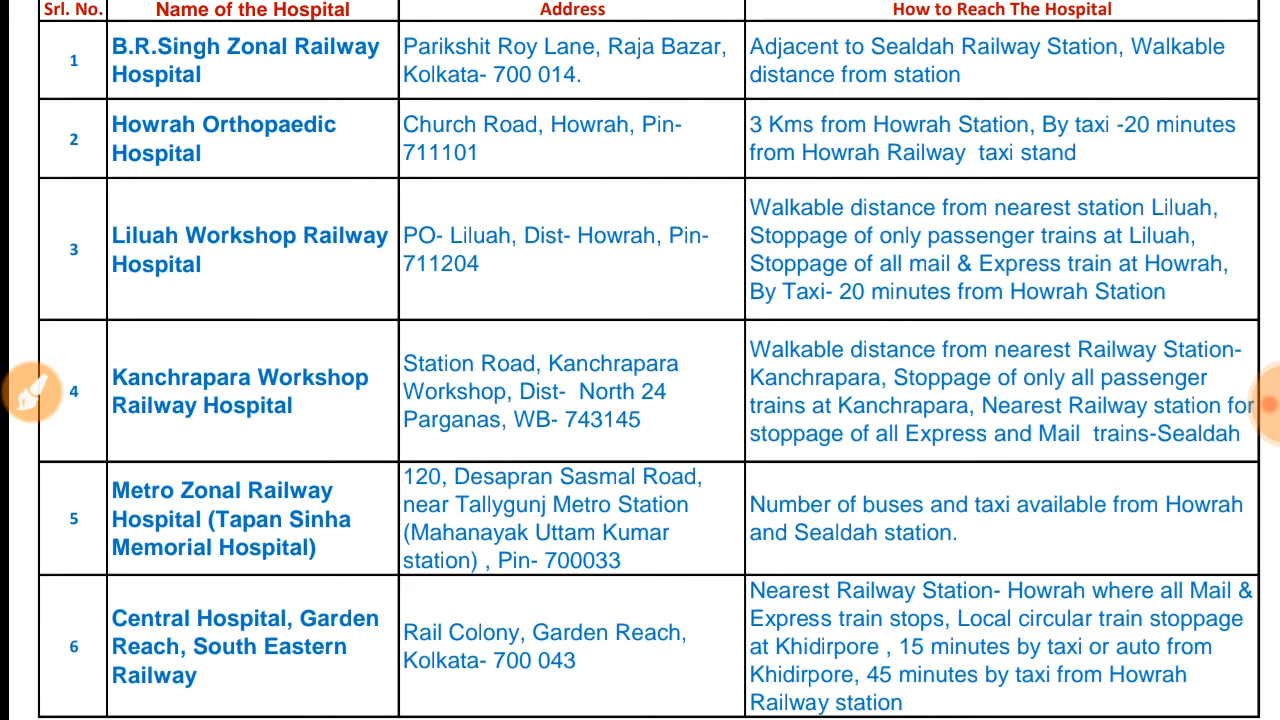 Srl. No. Name of the Hospital Address How to Reach The Hospital
1
B.R.Singh Zonal Railway
Hospital
Parikshit Roy Lane, Raja Bazar,
Kolkata- 700 014.
Adjacent to Sealdah Railway Station, Walkable
distance from station
2
Howrah Orthopaedic
Hospital
Church Road, Howrah, Pin-
711101
3 Kms from Howrah Station, By taxi -20 minutes
from Howrah Railway taxi stand
3
Liluah Workshop Railway
Hospital
PO- Liluah, Dist- Howrah, Pin-
711204
Walkable distance from nearest station Liluah,
Stoppage of only passenger trains at Liluah,
Stoppage of all mail & Express train at Howrah,
By Taxi- 20 minutes from Howrah Station
4
Kanchrapara Workshop
Railway Hospital
Station Road, Kanchrapara
Workshop, Dist- North 24
Parganas, WB- 743145
Walkable distance from nearest Railway Station-
Kanchrapara, Stoppage of only all passenger
trains at Kanchrapara, Nearest Railway station for
stoppage of all Express and Mail trains-Sealdah
5
Metro Zonal Railway
Hospital (Tapan Sinha
Memorial Hospital)
120, Desapran Sasmal Road,
near Tallygunj Metro Station
(Mahanayak Uttam Kumar
station) , Pin- 700033
Number of buses and taxi available from Howrah
and Sealdah station.
6
Central Hospital, Garden
Reach, South Eastern
Railway
Rail Colony, Garden Reach,
Kolkata- 700 043
Nearest Railway Station- Howrah where all Mail &
Express train stops, Local circular train stoppage
at Khidirpore , 15 minutes by taxi or auto from
Khidirpore, 45 minutes by taxi from Howrah
Railway station